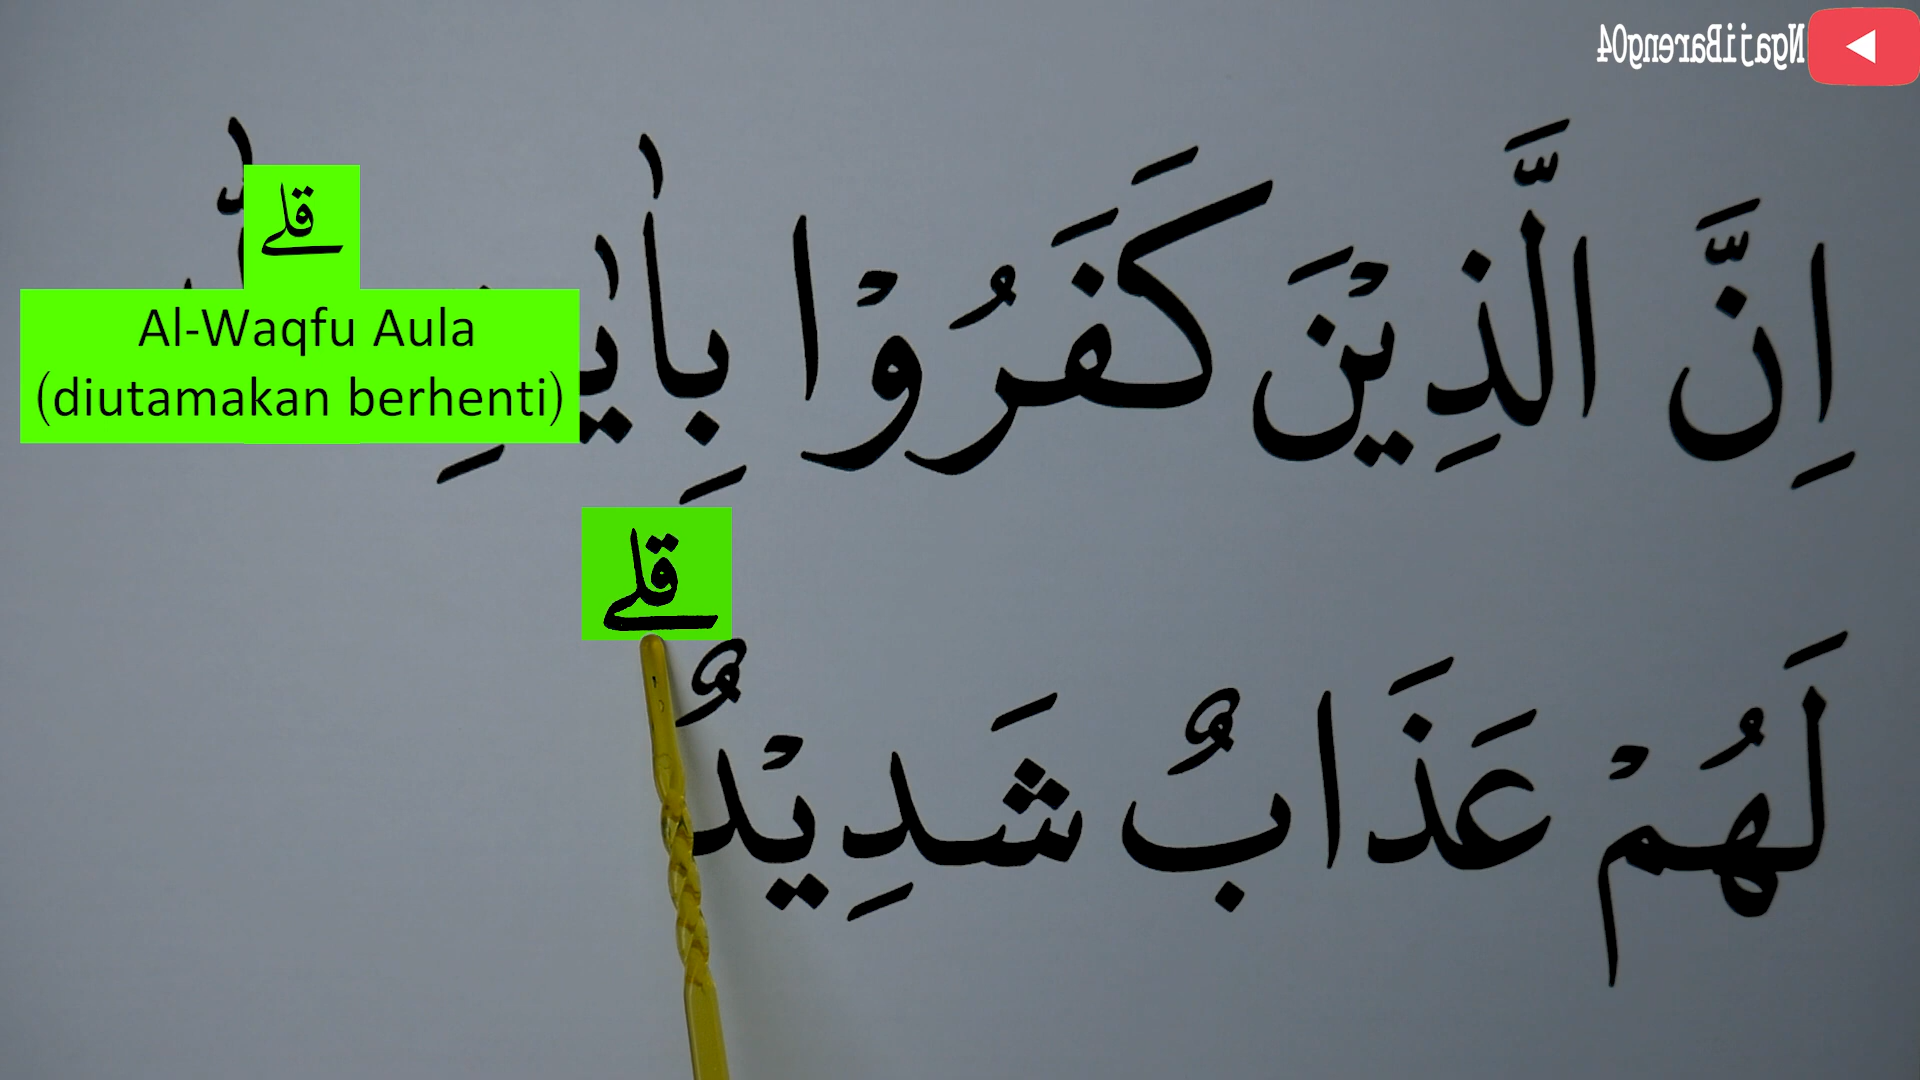 NgajiBareng04
قلے
Al-Waqfu Aula
(diutamakan berhenti)
اِنَّ الَّذِيْنَ كَفَرُوْا بِاٰيٰ
قلے
لَهُمْ عَذَابٌ شَدِيْدٌ